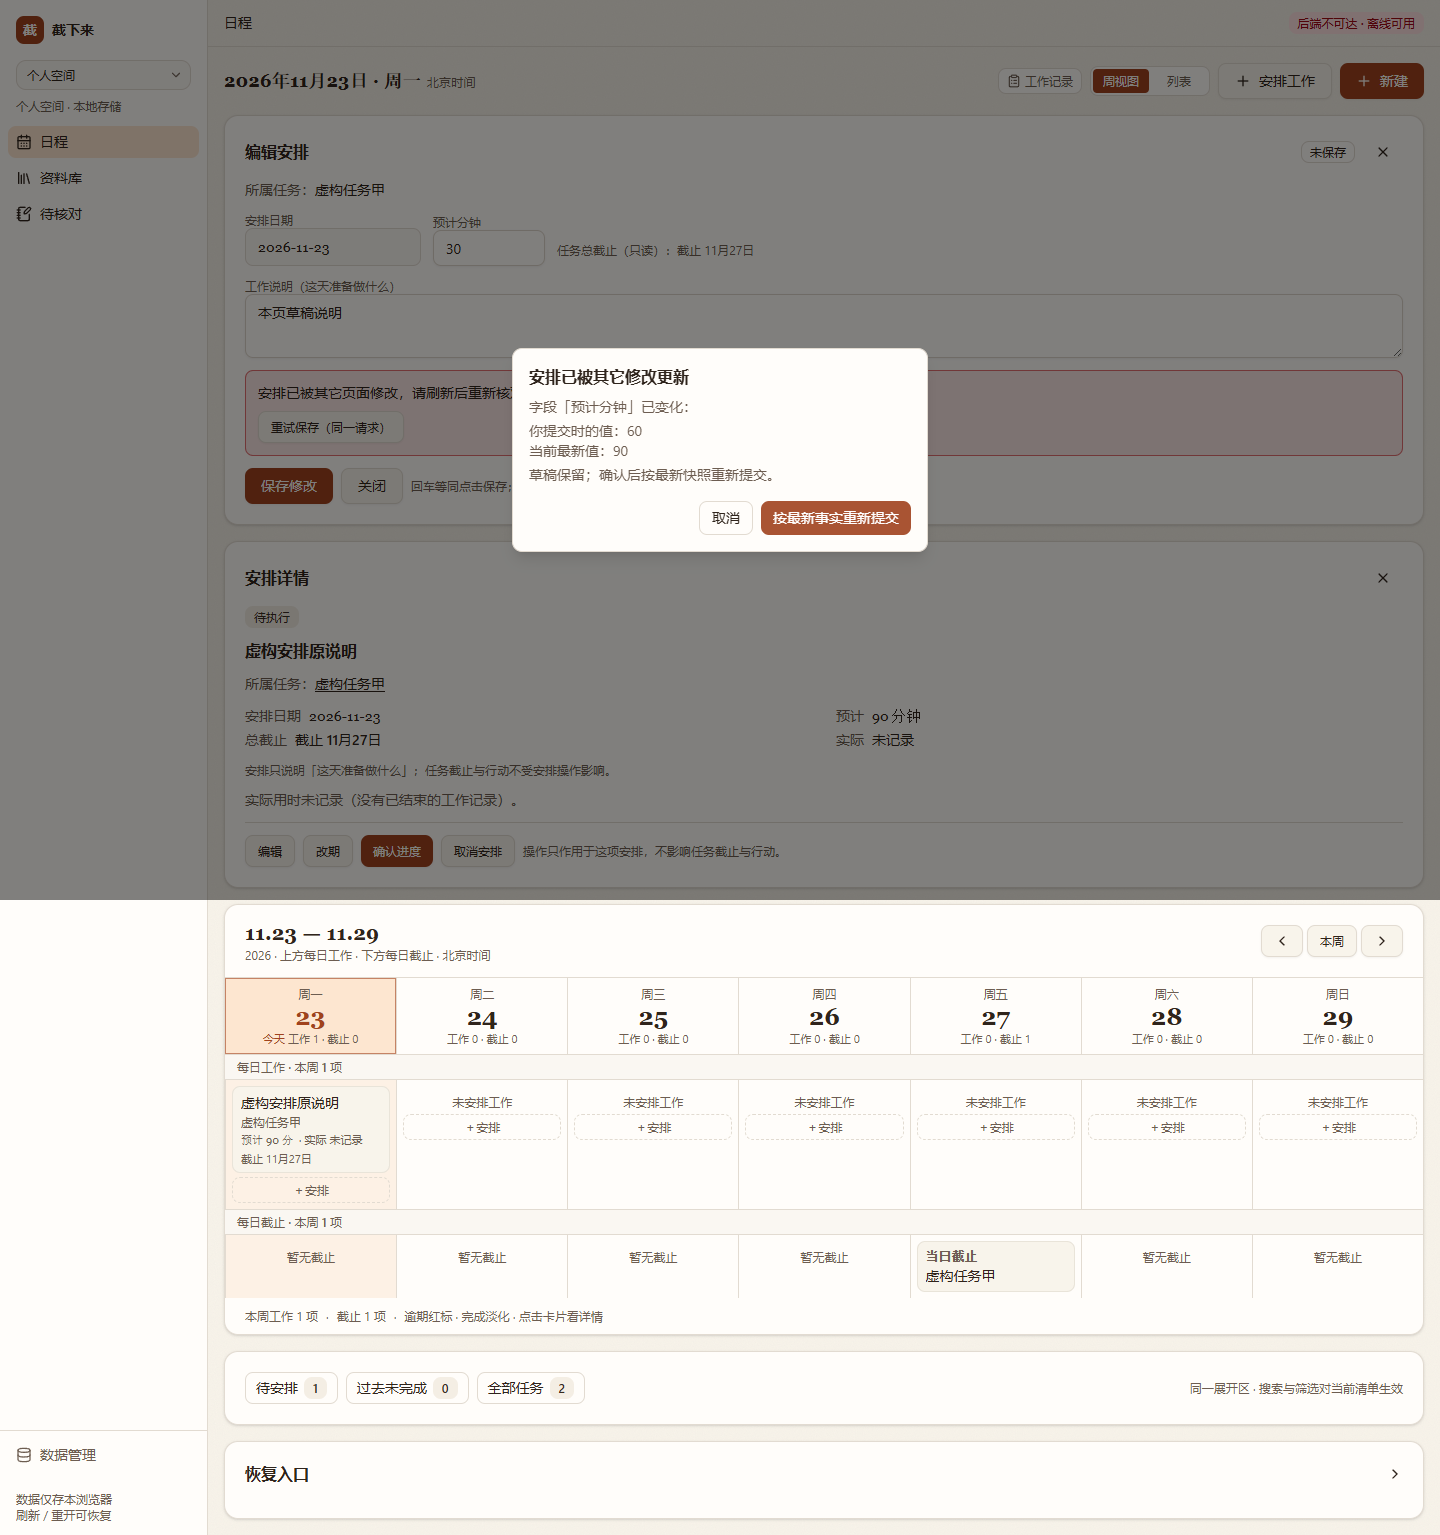 截 截下来
个人空间
个人空间 · 本地存储
日程
资料库
待核对
数据管理
数据仅存本浏览器
刷新 / 重开可恢复
日程
后端不可达 · 离线可用
2026年11月23日 · 周一 北京时间
工作记录
周视图 列表
+ 安排工作
+ 新建
编辑安排
未保存
所属任务：虚构任务甲
安排日期
预计分钟
2026-11-23
30
任务总截止（只读）：截止 11月27日
工作说明（这天准备做什么）
本页草稿说明
安排已被其它页面修改，请刷新后重新核
重试保存（同一请求）
保存修改
关闭
回车等同点击保存；
安排已被其它修改更新
字段「预计分钟」已变化：
你提交时的值：60
当前最新值：90
草稿保留；确认后按最新快照重新提交。
取消
按最新事实重新提交
安排详情
待执行
虚构安排原说明
所属任务：虚构任务甲
安排日期 2026-11-23
预计 90 分钟
总截止 截止 11月27日
实际 未记录
安排只说明「这天准备做什么」；任务截止与行动不受安排操作影响。
实际用时未记录（没有已结束的工作记录）。
编辑
改期
确认进度
取消安排
操作只作用于这项安排，不影响任务截止与行动。
11.23 — 11.29
2026 · 上方每日工作 · 下方每日截止 · 北京时间
本周
周一
23
今天 工作 1 · 截止 0
周二
24
工作 0 · 截止 0
周三
25
工作 0 · 截止 0
周四
26
工作 0 · 截止 0
周五
27
工作 0 · 截止 1
周六
28
工作 0 · 截止 0
周日
29
工作 0 · 截止 0
每日工作 · 本周 1 项
虚构安排原说明
虚构任务甲
预计 90 分 · 实际 未记录
截止 11月27日
+ 安排
未安排工作
+ 安排
未安排工作
+ 安排
未安排工作
+ 安排
未安排工作
+ 安排
未安排工作
+ 安排
未安排工作
+ 安排
每日截止 · 本周 1 项
暂无截止
暂无截止
暂无截止
暂无截止
当日截止
虚构任务甲
暂无截止
暂无截止
本周工作 1 项 · 截止 1 项 · 逾期红标 · 完成淡化 · 点击卡片看详情
待安排 1
过去未完成 0
全部任务 2
同一展开区 · 搜索与筛选对当前清单生效
恢复入口